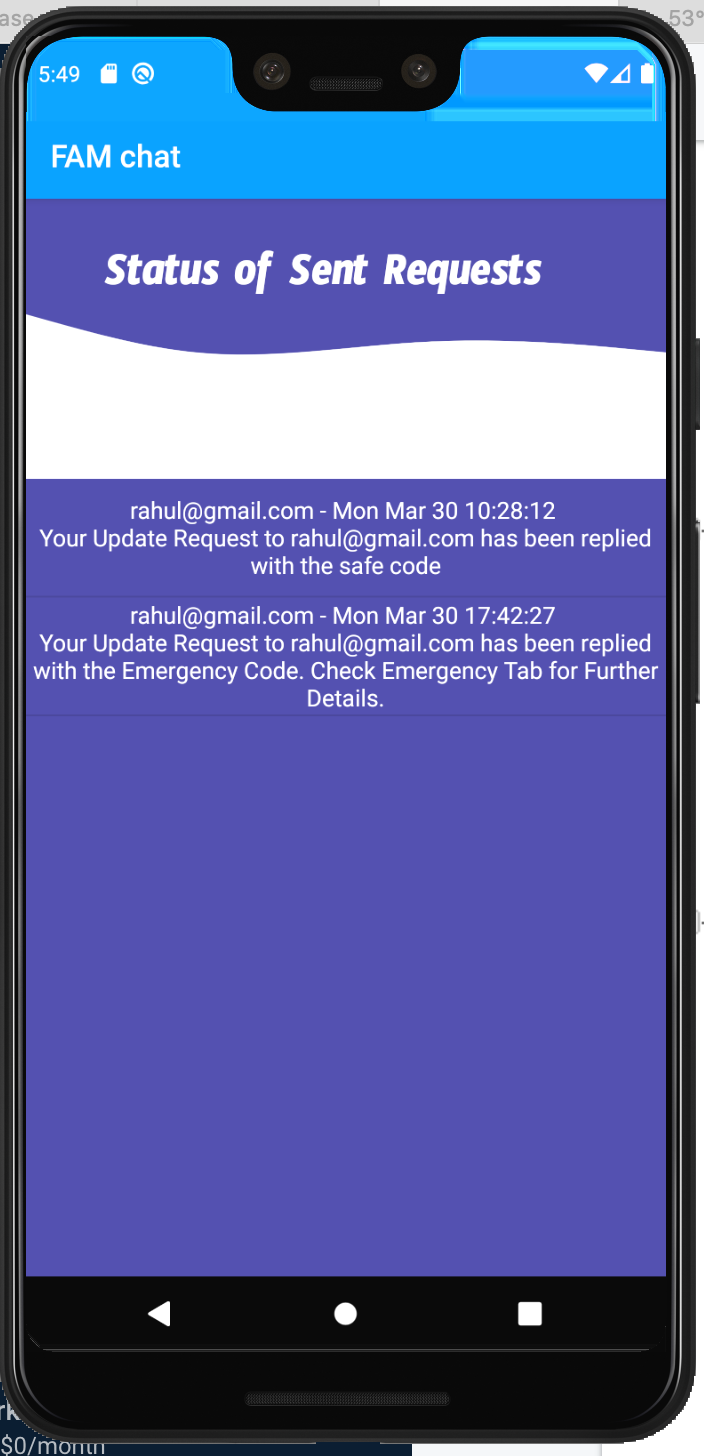 ase
53°
5:49
FAM chat
Status of Sent Requests
rahul@gmail.com - Mon Mar 30 10:28:12
Your Update Request to rahul@gmail.com has been replied
with the safe code
rahul@gmail.com - Mon Mar 30 17:42:27
Your Update Request to rahul@gmail.com has been replied
with the Emergency Code. Check Emergency Tab for Further
Details.
rk
$0/month